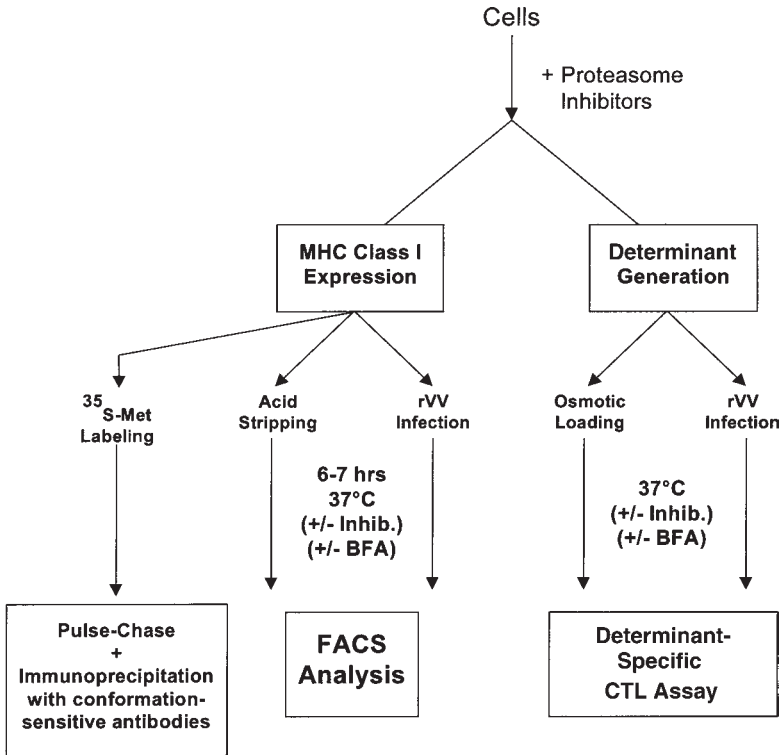 Cells
+ Proteasome
Inhibitors
MHC Class I
Expression
Determinant
Generation
35
S-Met
Labeling
Acid
Stripping
rVV
Infection
Osmotic
Loading
rVV
Infection
6-7 hrs
37°C
(+/- Inhib.)
(+/- BFA)
37°C
(+/- Inhib.)
(+/- BFA)
Pulse-Chase
+
Immunoprecipitation
with conformation-
sensitive antibodies
FACS
Analysis
Determinant-
Specific
CTL Assay